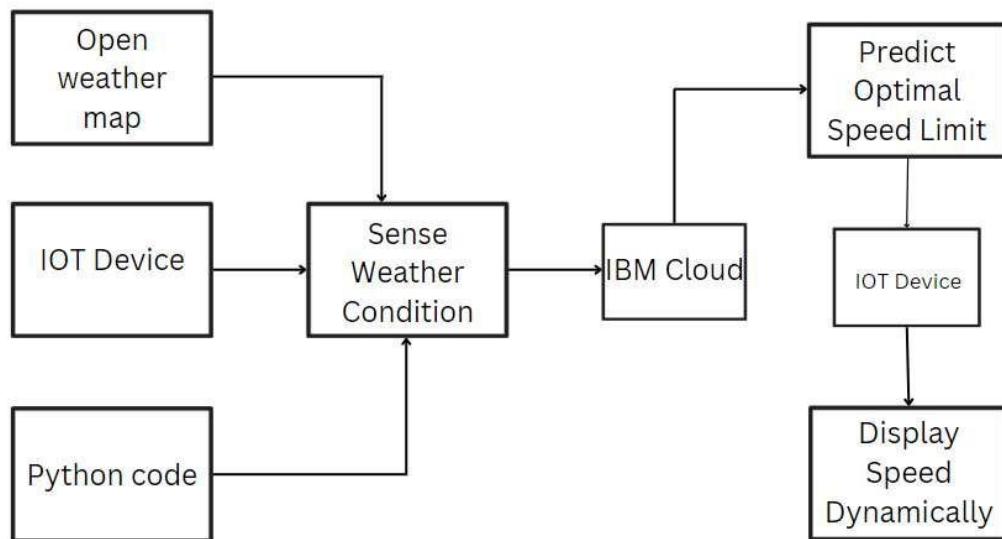 Open
weather
map
IOT Device
Python code
Sense
Weather
Condition
IBM Cloud
Predict
Optimal
Speed Limit
IOT Device
Display
Speed
Dynamically